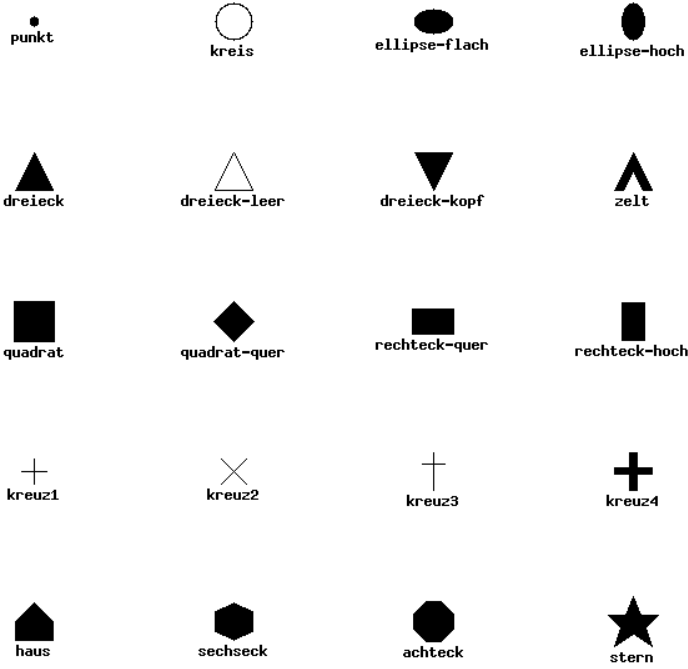 punkt
kreis
ellipse-flach
ellipse-hoch
dreieck
dreieck-leer
dreieck-kopf
zelt
quadrat
quadrat-quer
rechteck-quer
rechteck-hoch
kreuz1
kreuz2
kreuz3
kreuz4
haus
sechseck
achteck
stern